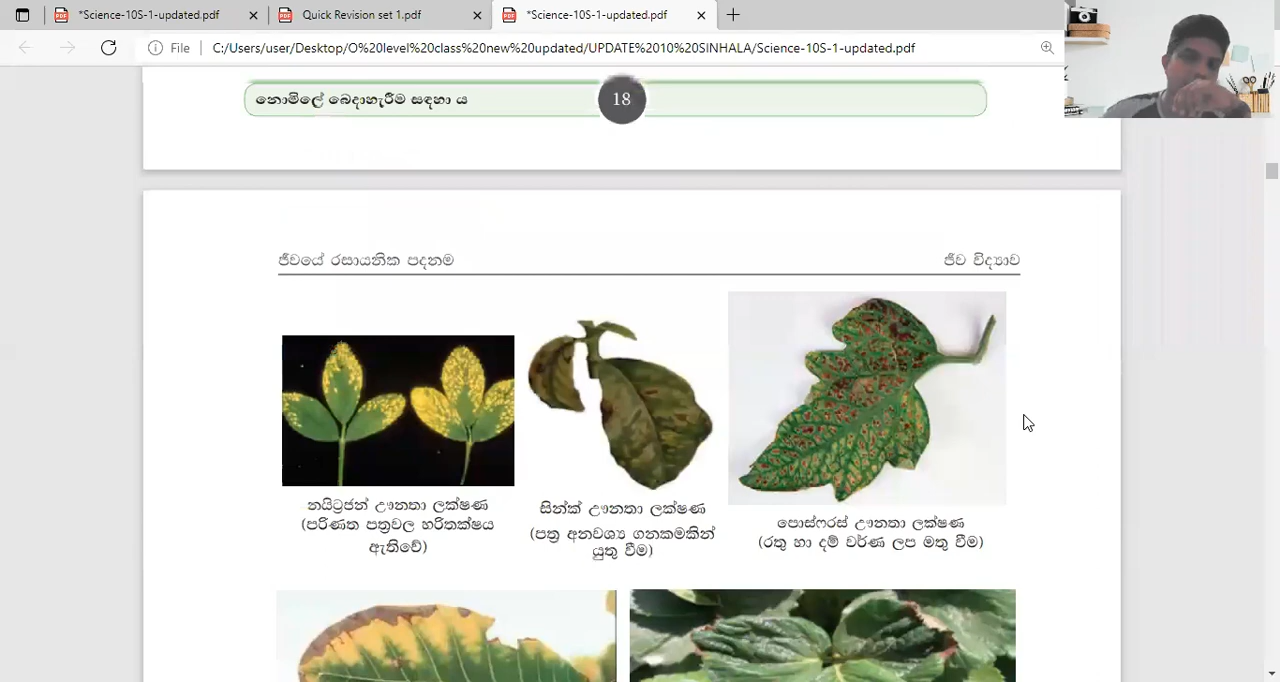 *Science-10S-1-updated.pdf
Quick Revision set 1.pdf
*Science-10S-1-updated.pdf
File
C:/Users/user/Desktop/O%20level%20class%20new%20updated/UPDATE%2010%20SINHALA/Science-10S-1-updated.pdf
නොමිලේ බෙදාහැරීම සඳහා ය
18
ජීවයේ රසායනික පදනම
ජීව විද්‍යාව
නයිට්‍රජන් ඌනතා ලක්ෂණ
(පරිණත පත්‍රවල හරිතක්ෂය
ඇතිවේ)
සින්ක් ඌනතා ලක්ෂණ
(පත්‍ර අනවශ්‍ය ගනකමකින්
යුතු වීම)
පොස්ෆරස් ඌනතා ලක්ෂණ
(රතු හා දම් වර්ණ ලප මතු වීම)